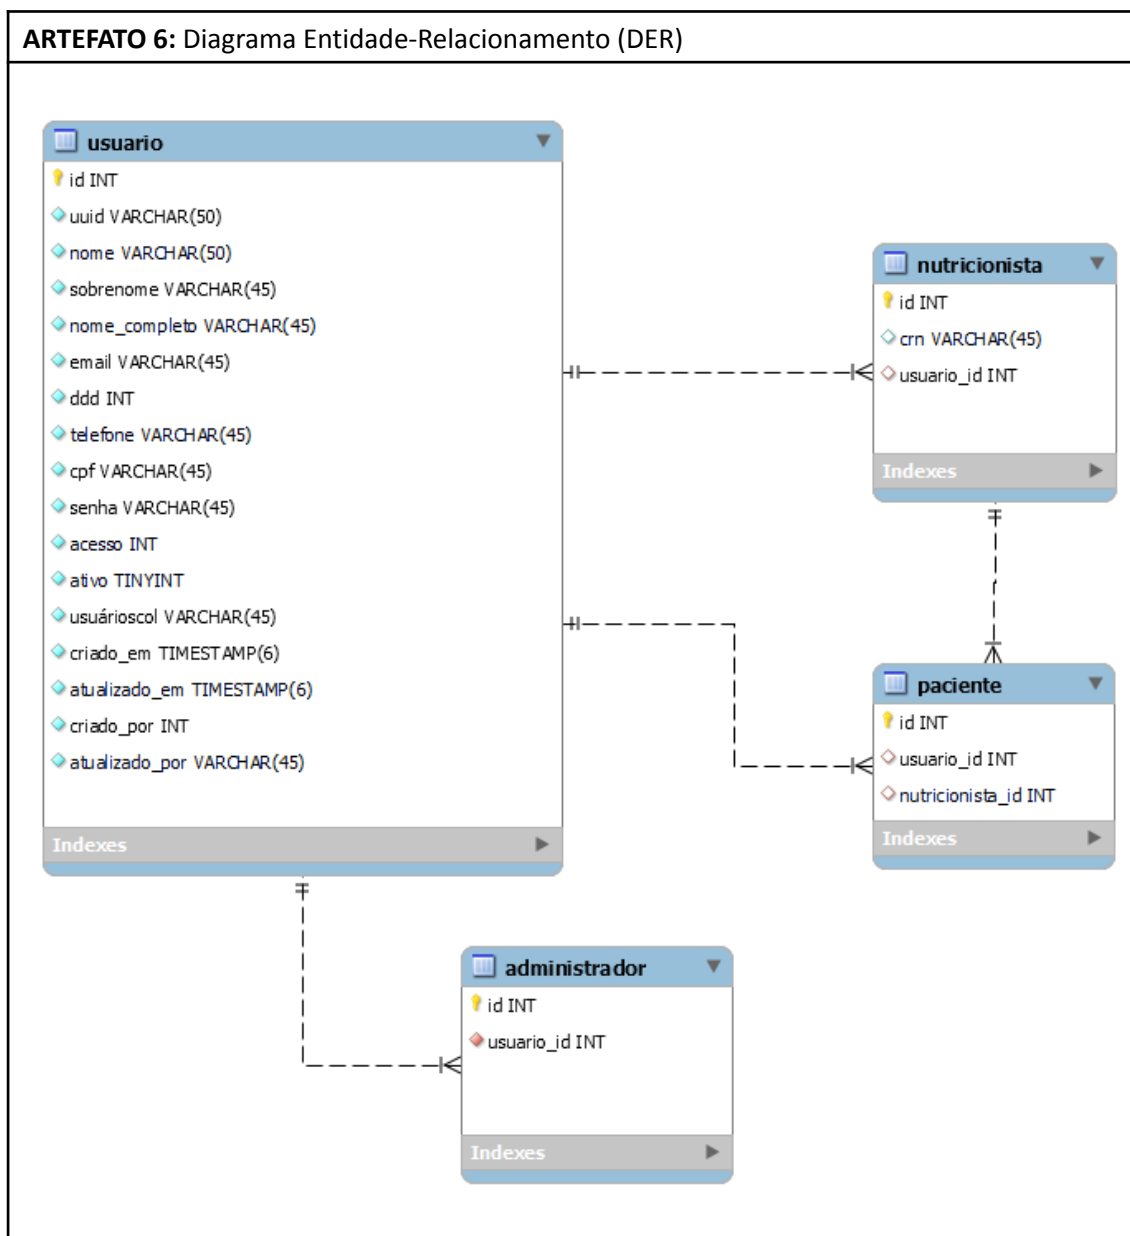 ARTEFATO 6: Diagrama Entidade-Relacionamento (DER)
usuario
id INT
uuid VARCHAR(50)
nome VARCHAR(50)
sobrenome VARCHAR(45)
nome_completo VARCHAR(45)
email VARCHAR(45)
ddd INT
telefone VARCHAR(45)
cpf VARCHAR(45)
senha VARCHAR(45)
acesso INT
ativo TINYINT
usuárioscol VARCHAR(45)
criado_em TIMESTAMP(6)
atualizado_em TIMESTAMP(6)
criado_por INT
atualizado_por VARCHAR(45)
Indexes
nutricionista
id INT
crn VARCHAR(45)
usuario_id INT
Indexes
paciente
id INT
usuario_id INT
nutricionista_id INT
Indexes
administrador
id INT
usuario_id INT
Indexes